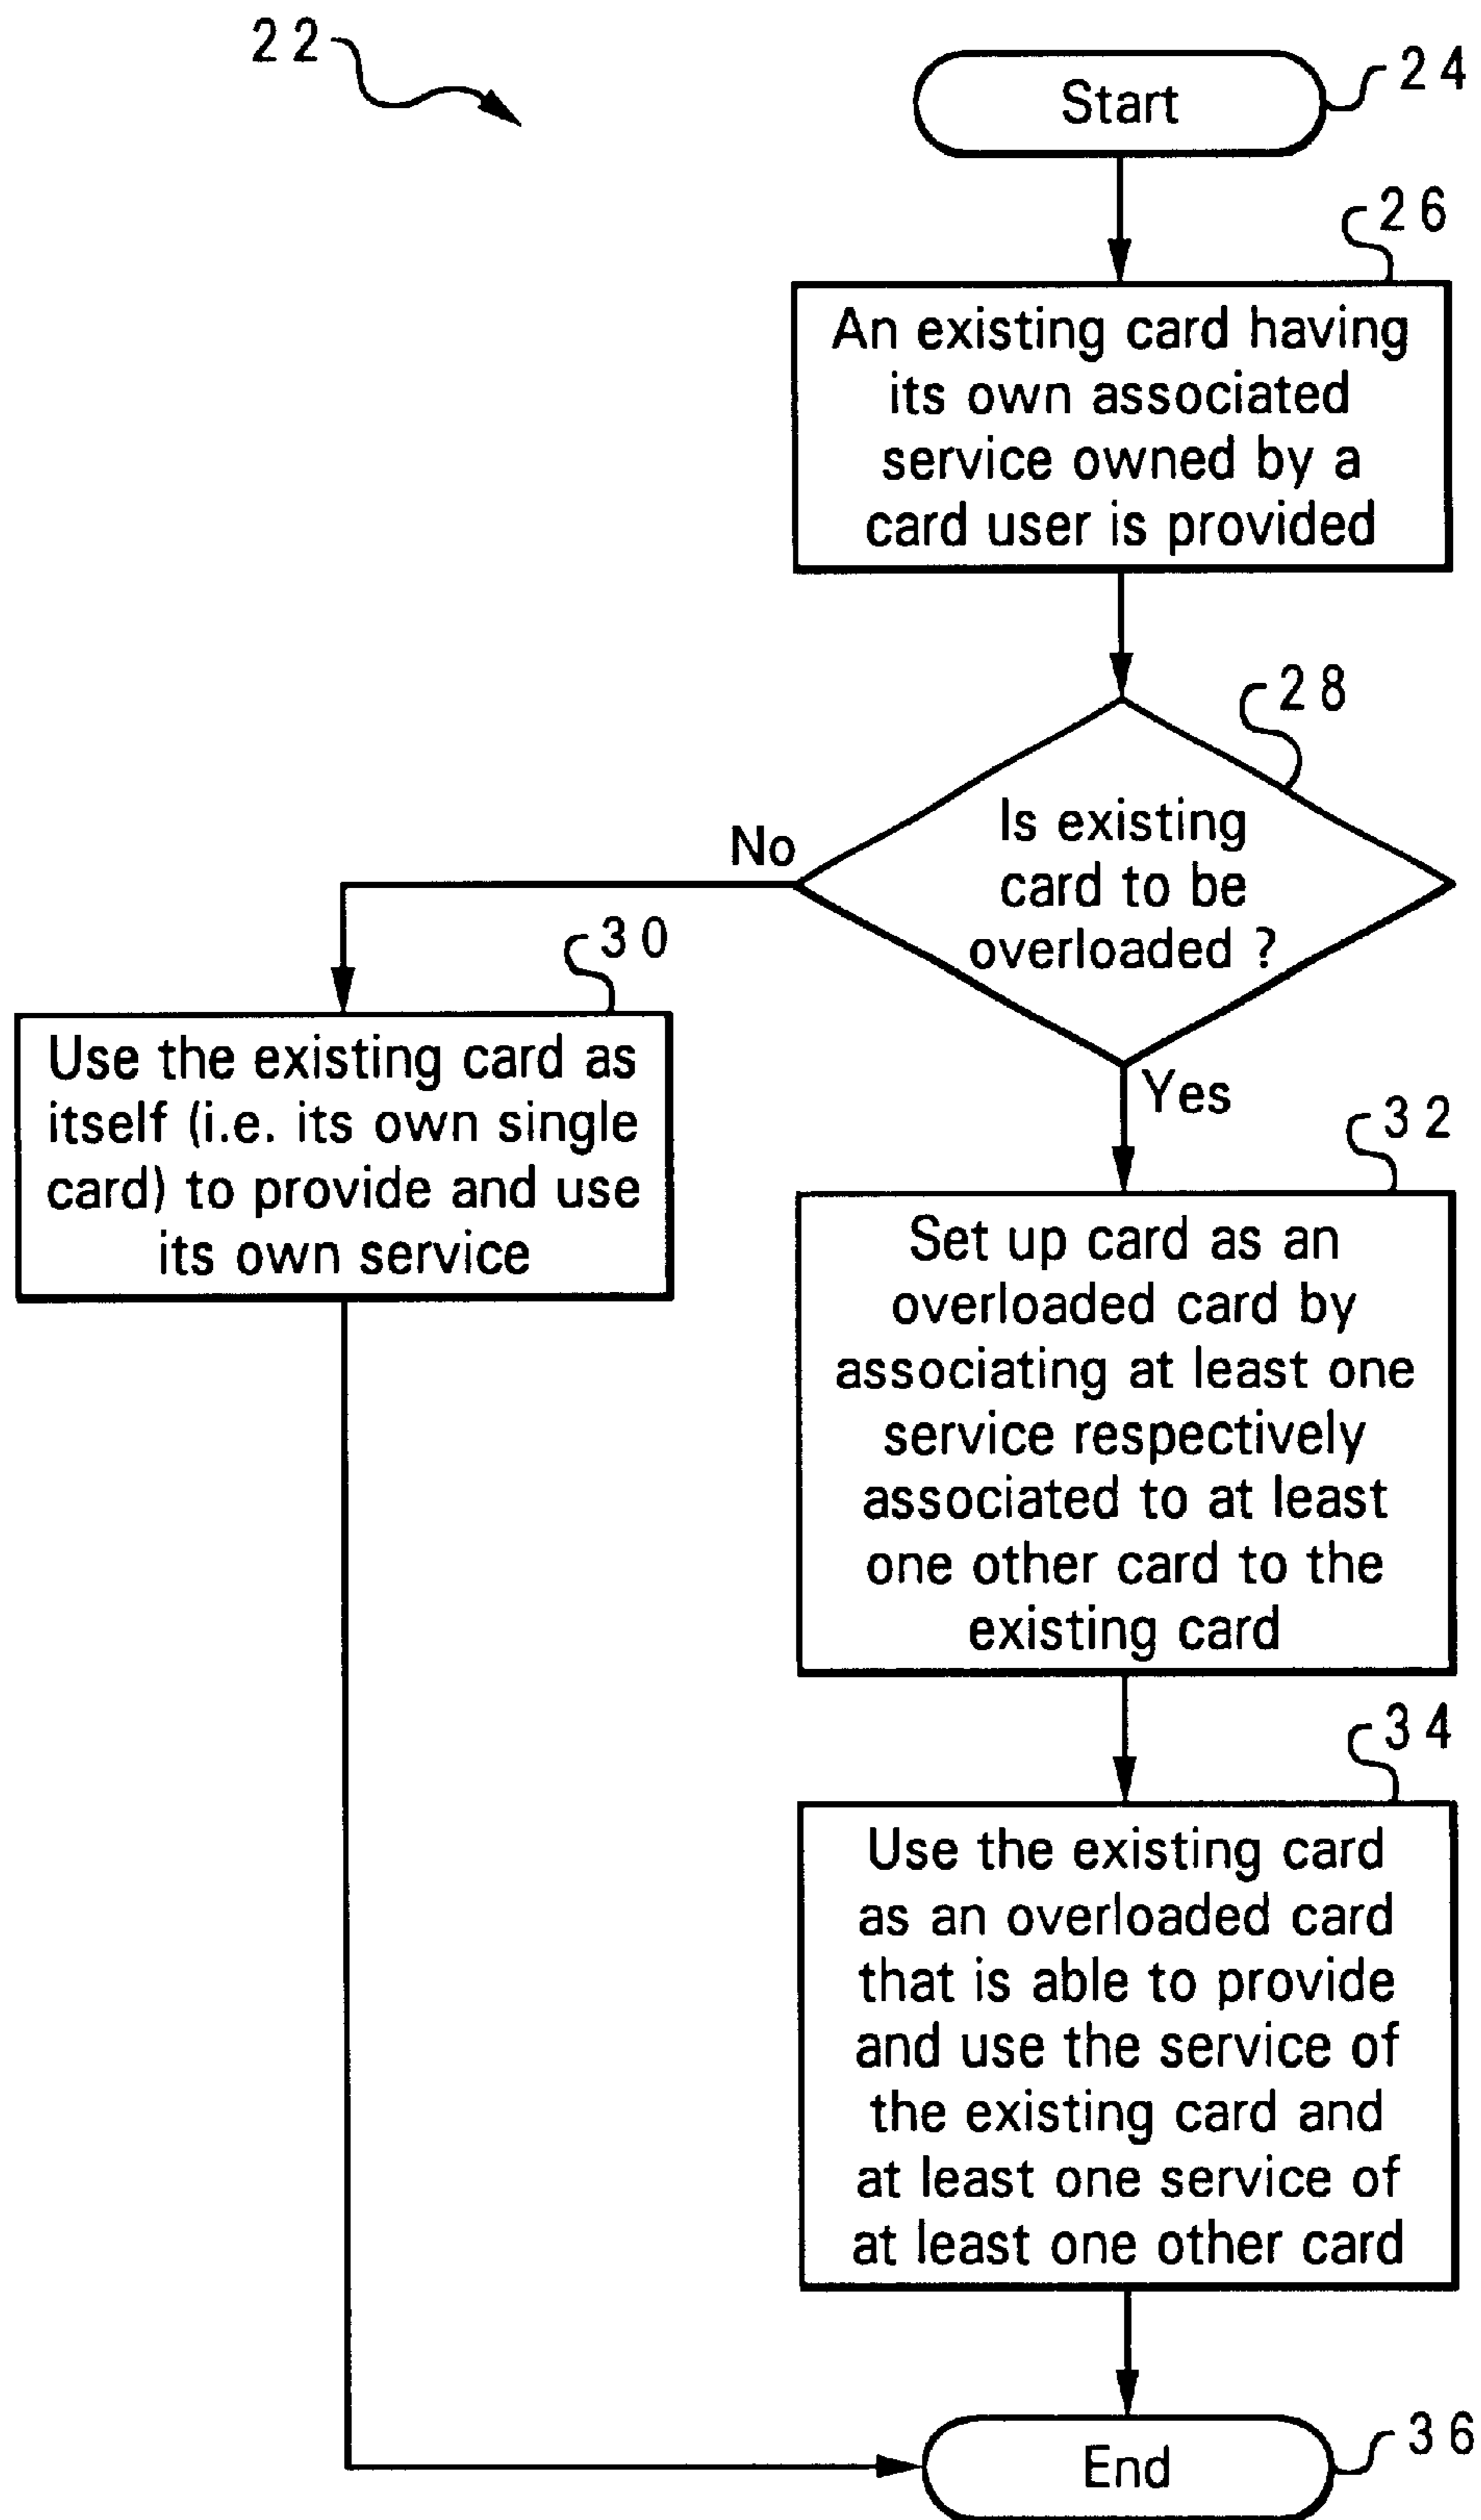 22
24
Start
26
An existing card having
its own associated
service owned by a
card user is provided
28
Is existing
card to be
overloaded ?
No
30
Use the existing card as
itself (i.e. its own single
card) to provide and use
its own service
Yes
32
Set up card as an
overloaded card by
associating at least one
service respectively
associated to at least
one other card to the
existing card
34
Use the existing card
as an overloaded card
that is able to provide
and use the service of
the existing card and
at least one service of
at least one other card
36
End